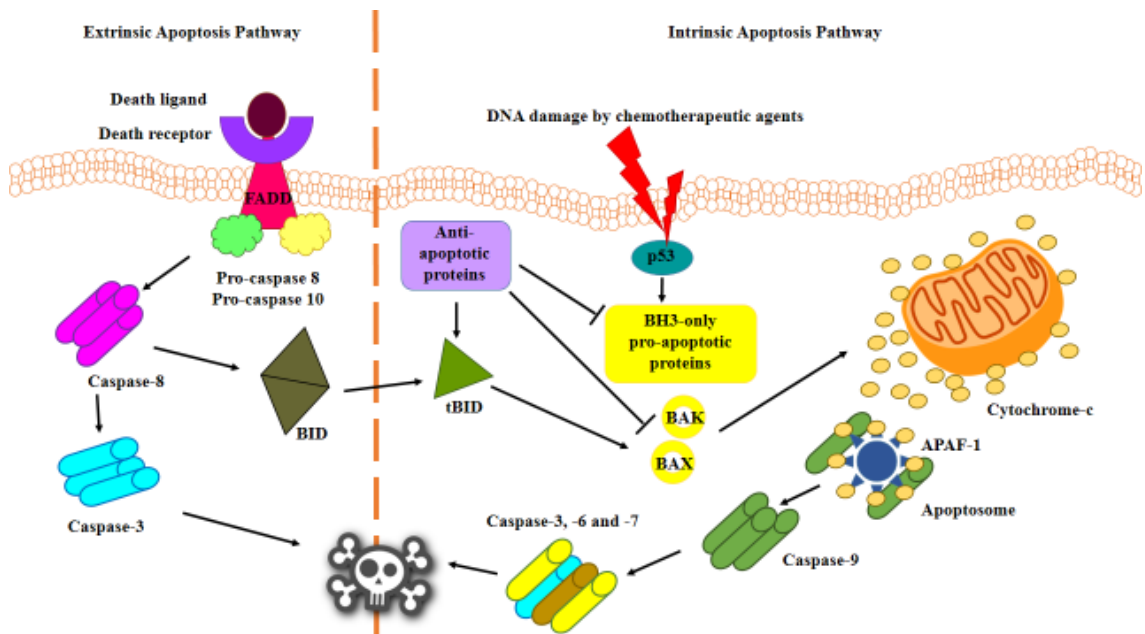 Extrinsic Apoptosis Pathway
Intrinsic Apoptosis Pathway
Death ligand
Death receptor
FADD
Pro-caspase 8
Pro-caspase 10
Caspase-8
Caspase-3
BID
tBID
Anti-
apoptotic
proteins
DNA damage by chemotherapeutic agents
p53
BH3-only
pro-apoptotic
proteins
BAK
BAX
Cytochrome-c
APAF-1
Apoptosome
Caspase-9
Caspase-3, -6 and -7